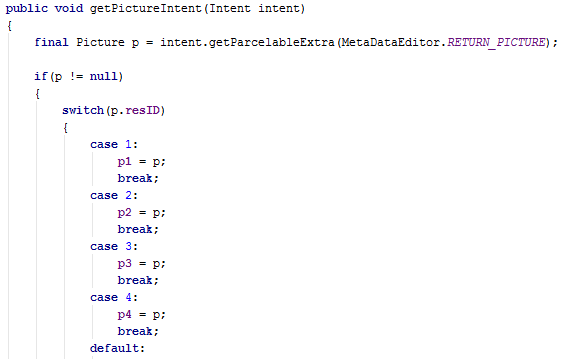 public void getPictureIntent(Intent intent)
{
final Picture p = intent.getParcelableExtra(MetaDataEditor.RETURN_PICTURE);
if(p != null)
{
switch(p.resID)
{
case 1:
p1 = p;
break;
case 2:
p2 = p;
break;
case 3:
p3 = p;
break;
case 4:
p4 = p;
break;
default: